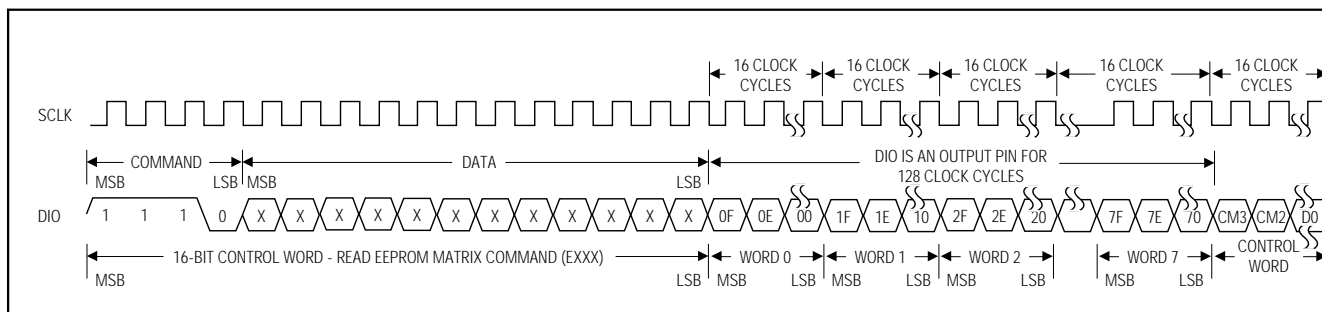 16 CLOCK CYCLES 16 CLOCK CYCLES 16 CLOCK CYCLES 16 CLOCK CYCLES 16 CLOCK CYCLES
SCLK
COMMAND DATA DIO IS AN OUTPUT PIN FOR 128 CLOCK CYCLES
MSB LSB MSB LSB
DIO 1 1 1 0 X X X X X X X X X X X X 0F 0E 00 1F 1E 10 2F 2E 20 7F 7E 70 CM3 CM2 D0
16-BIT CONTROL WORD - READ EEPROM MATRIX COMMAND (EXXX) WORD 0 WORD 1 WORD 2 WORD 7 CONTROL WORD
MSB LSB MSB LSB MSB LSB MSB LSB MSB LSB